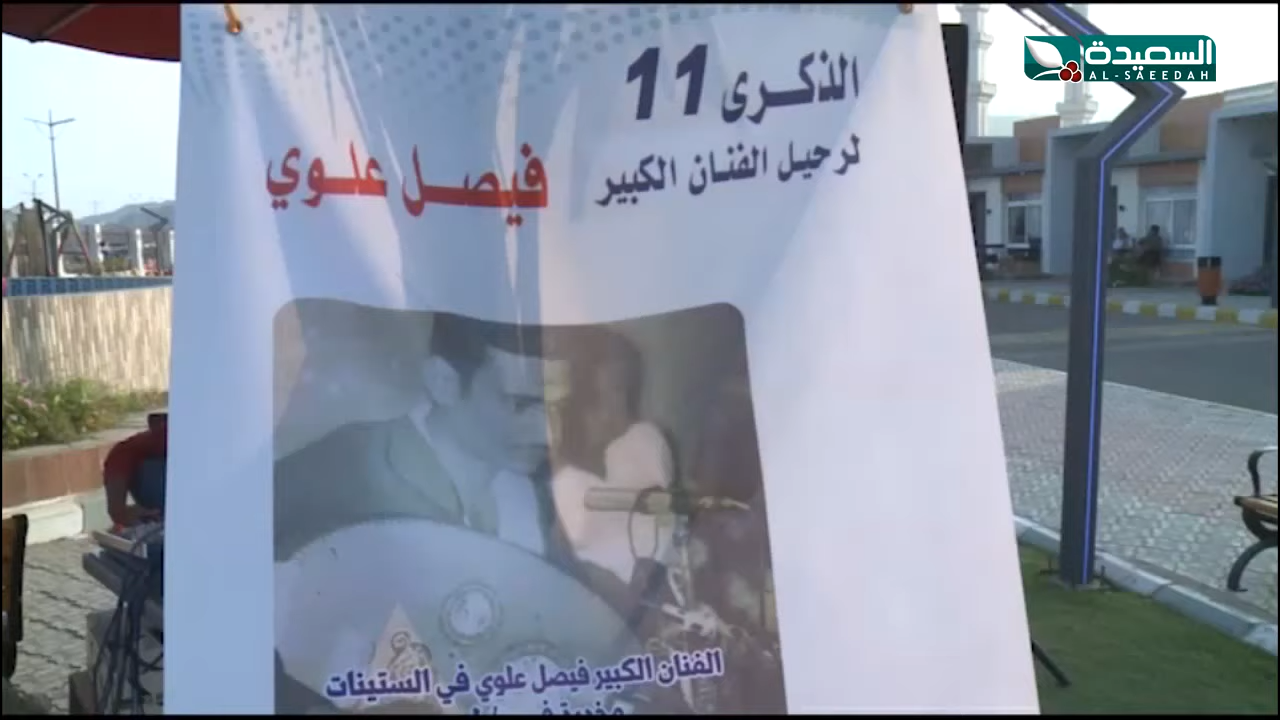 السعيدة
AL-SAEEDAH
الذكرى 11
لرحيل الفنان الكبير
فيصل علوي
الفنان الكبير فيصل علوي في الستينات